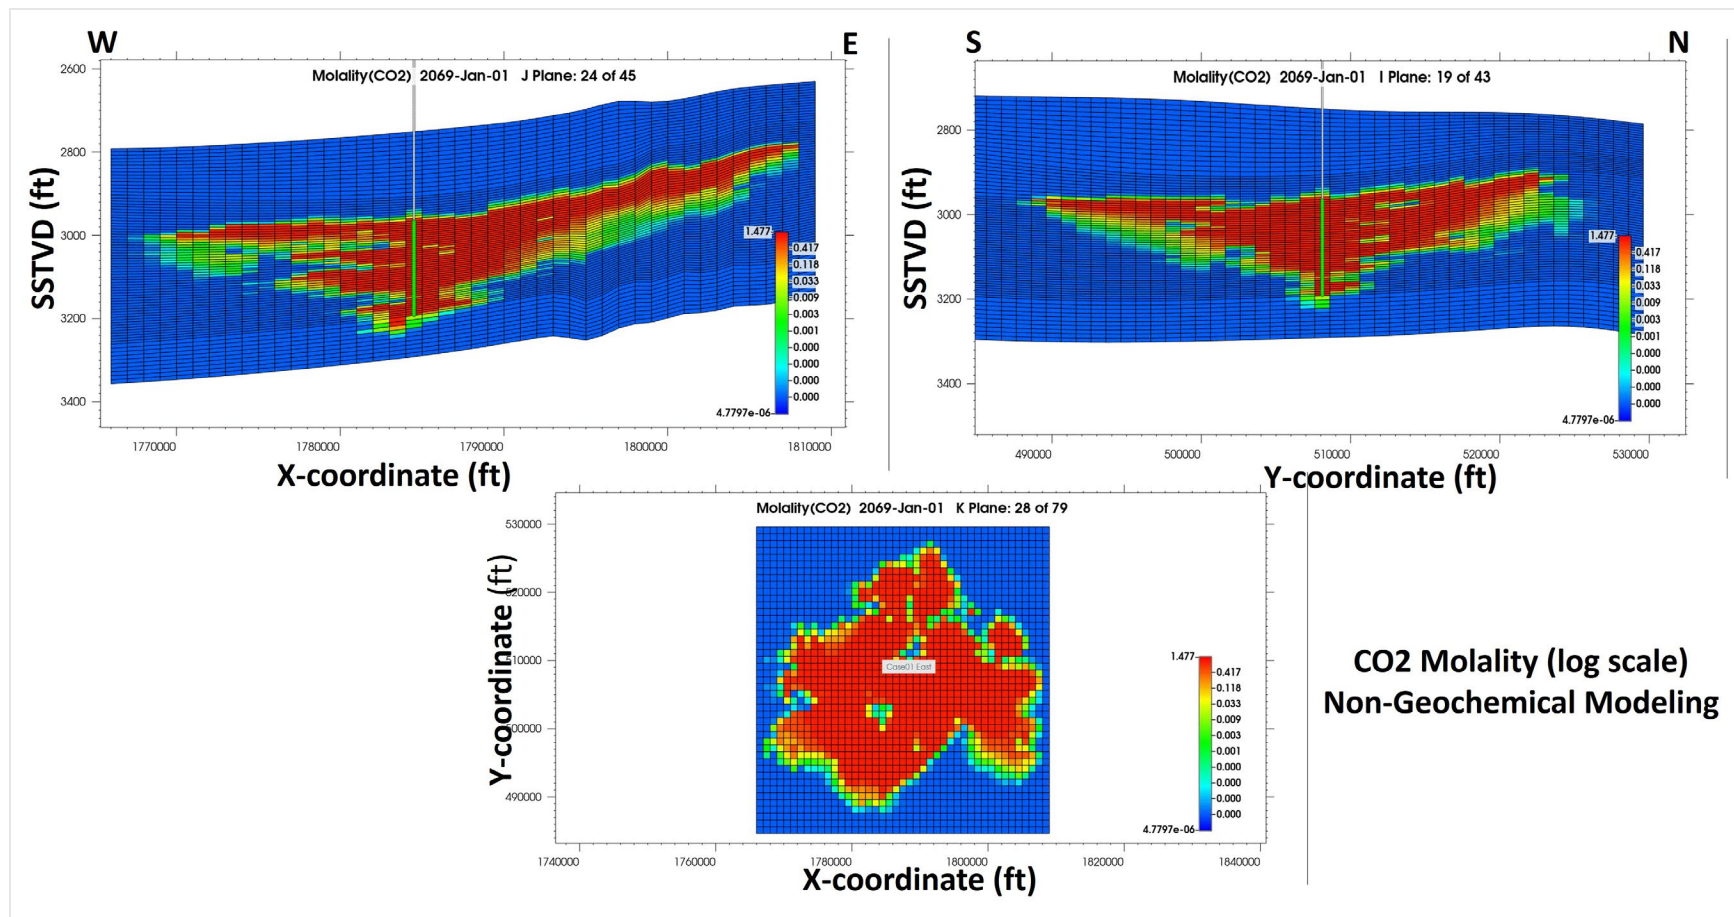 W
E
Molality(CO2) 2069-Jan-01 J Plane: 24 of 45
2600
2800
3000
3200
3400
SSTVD (ft)
1.477
0.417
0.118
0.033
0.009
0.003
0.001
0.000
0.000
0.000
4.7797e-06
1770000 1780000 1790000 1800000 1810000
X-coordinate (ft)
S
N
Molality(CO2) 2069-Jan-01 I Plane: 19 of 43
2800
3000
3200
3400
SSTVD (ft)
1.477
0.417
0.118
0.033
0.009
0.003
0.001
0.000
0.000
0.000
4.7797e-06
490000 500000 510000 520000 530000
Y-coordinate (ft)
Molality(CO2) 2069-Jan-01 K Plane: 28 of 79
530000
520000
510000
500000
490000
Y-coordinate (ft)
Case01 East
1.477
0.417
0.118
0.033
0.009
0.003
0.001
0.000
0.000
0.000
4.7797e-06
1740000 1760000 1780000 1800000 1820000 1840000
X-coordinate (ft)
CO2 Molality (log scale)
Non-Geochemical Modeling